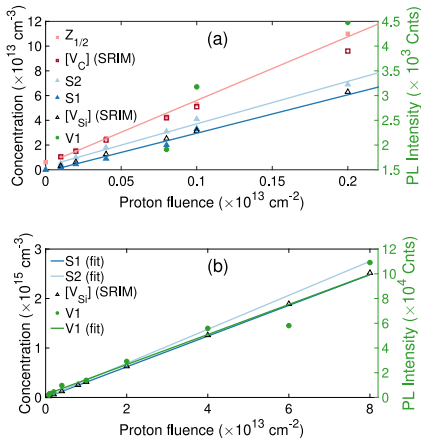 Concentration (×10^13 cm^-3)
12
10
8
6
4
2
0
(a)
Z_1/2
[V_C] (SRIM)
S2
S1
[V_Si] (SRIM)
V1
4.5
4
3.5
3
2.5
2
1.5
PL Intensity (×10^3 Cnts)
0
0.05
0.1
0.15
0.2
Proton fluence (×10^13 cm^-2)
Concentration (×10^15 cm^-3)
3
2
1
0
(b)
S1 (fit)
S2 (fit)
[V_Si] (SRIM)
V1
V1 (fit)
12
10
8
6
4
2
0
PL Intensity (×10^4 Cnts)
0
2
4
6
8
Proton fluence (×10^13 cm^-2)